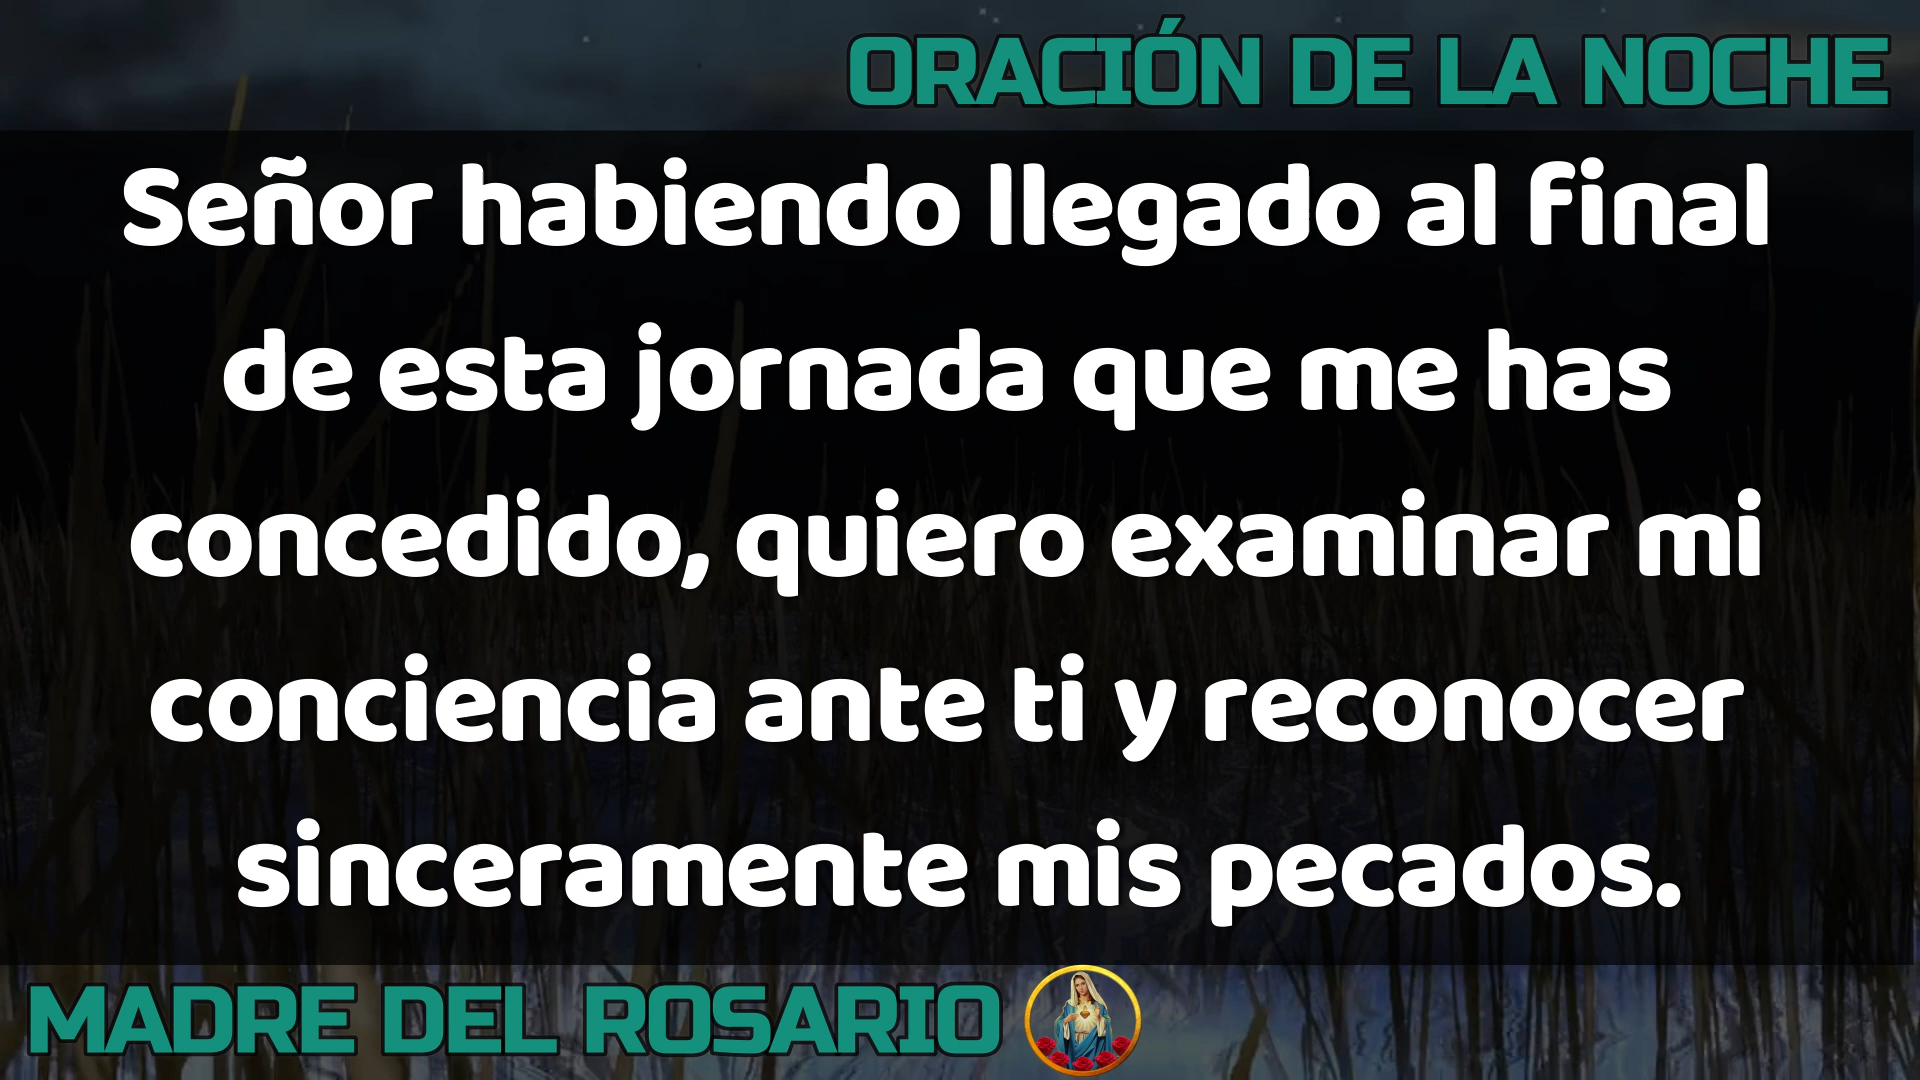 ORACIÓN DE LA NOCHE
Señor habiendo llegado al final
de esta jornada que me has
concedido, quiero examinar mi
conciencia ante ti y reconocer
sinceramente mis pecados.
MADRE DEL ROSARIO